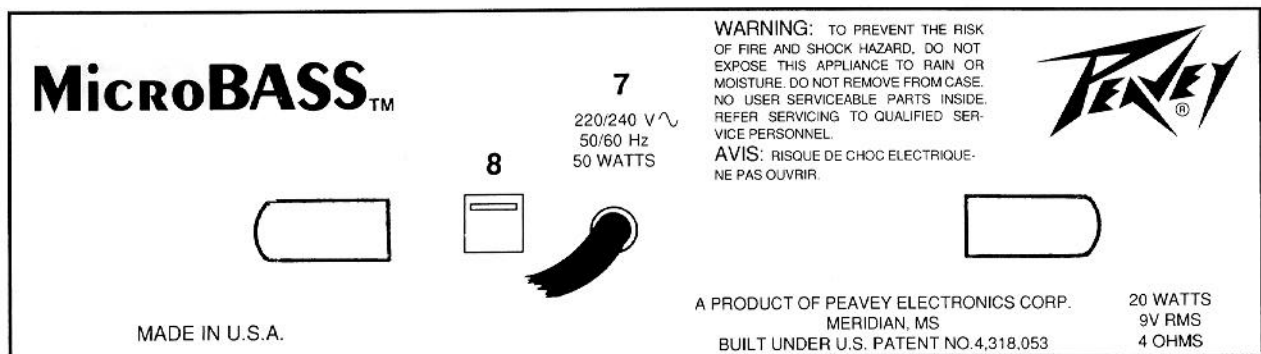 MicroBASS TM
7
220/240 V
50/60 Hz
50 WATTS
8
WARNING: TO PREVENT THE RISK
OF FIRE AND SHOCK HAZARD, DO NOT
EXPOSE THIS APPLIANCE TO RAIN OR
MOISTURE. DO NOT REMOVE FROM CASE.
NO USER SERVICEABLE PARTS INSIDE.
REFER SERVICING TO QUALIFIED SER-
VICE PERSONNEL.
AVIS: RISQUE DE CHOC ELECTRIQUE-
NE PAS OUVRIR.
PEAVEY ®
MADE IN U.S.A.
A PRODUCT OF PEAVEY ELECTRONICS CORP.
MERIDIAN, MS
BUILT UNDER U.S. PATENT NO.4,318,053
20 WATTS
9V RMS
4 OHMS